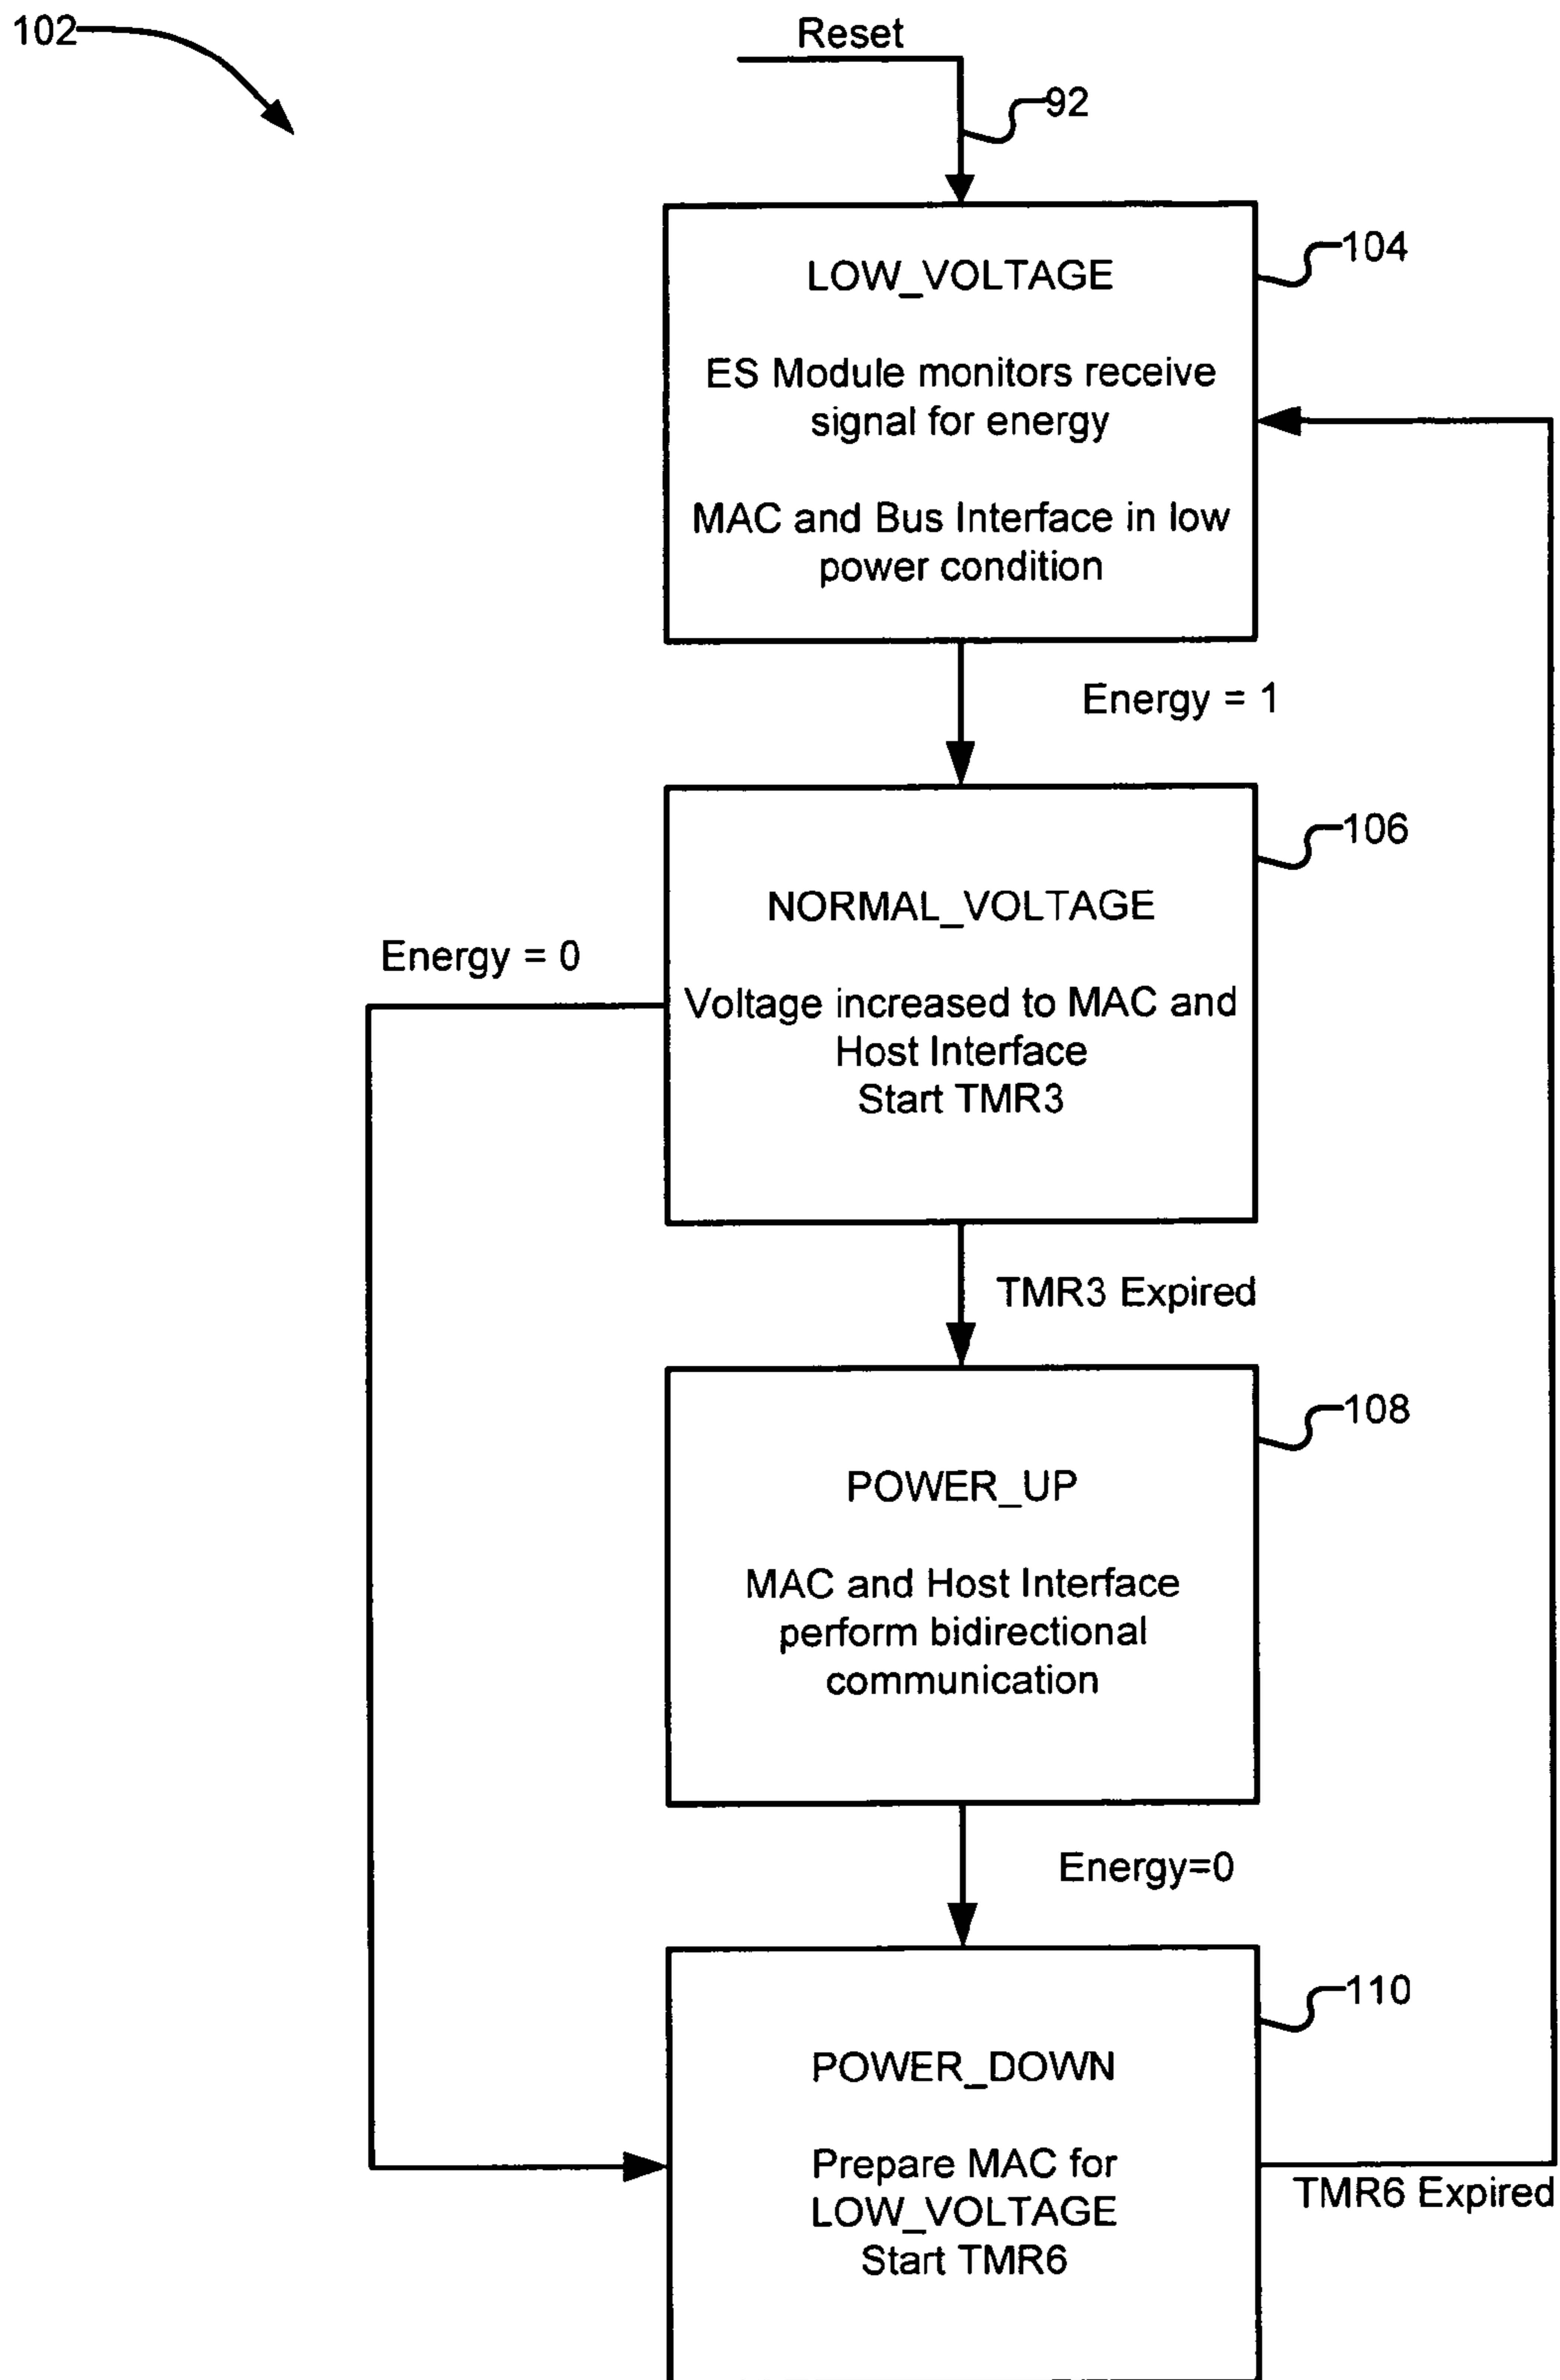 102
Reset
92
LOW_VOLTAGE
104
ES Module monitors receive
signal for energy
MAC and Bus Interface in low
power condition
Energy = 1
106
NORMAL_VOLTAGE
Energy = 0
Voltage increased to MAC and
Host Interface
Start TMR3
TMR3 Expired
108
POWER_UP
MAC and Host Interface
perform bidirectional
communication
Energy=0
110
POWER_DOWN
Prepare MAC for
LOW_VOLTAGE
Start TMR6
TMR6 Expired